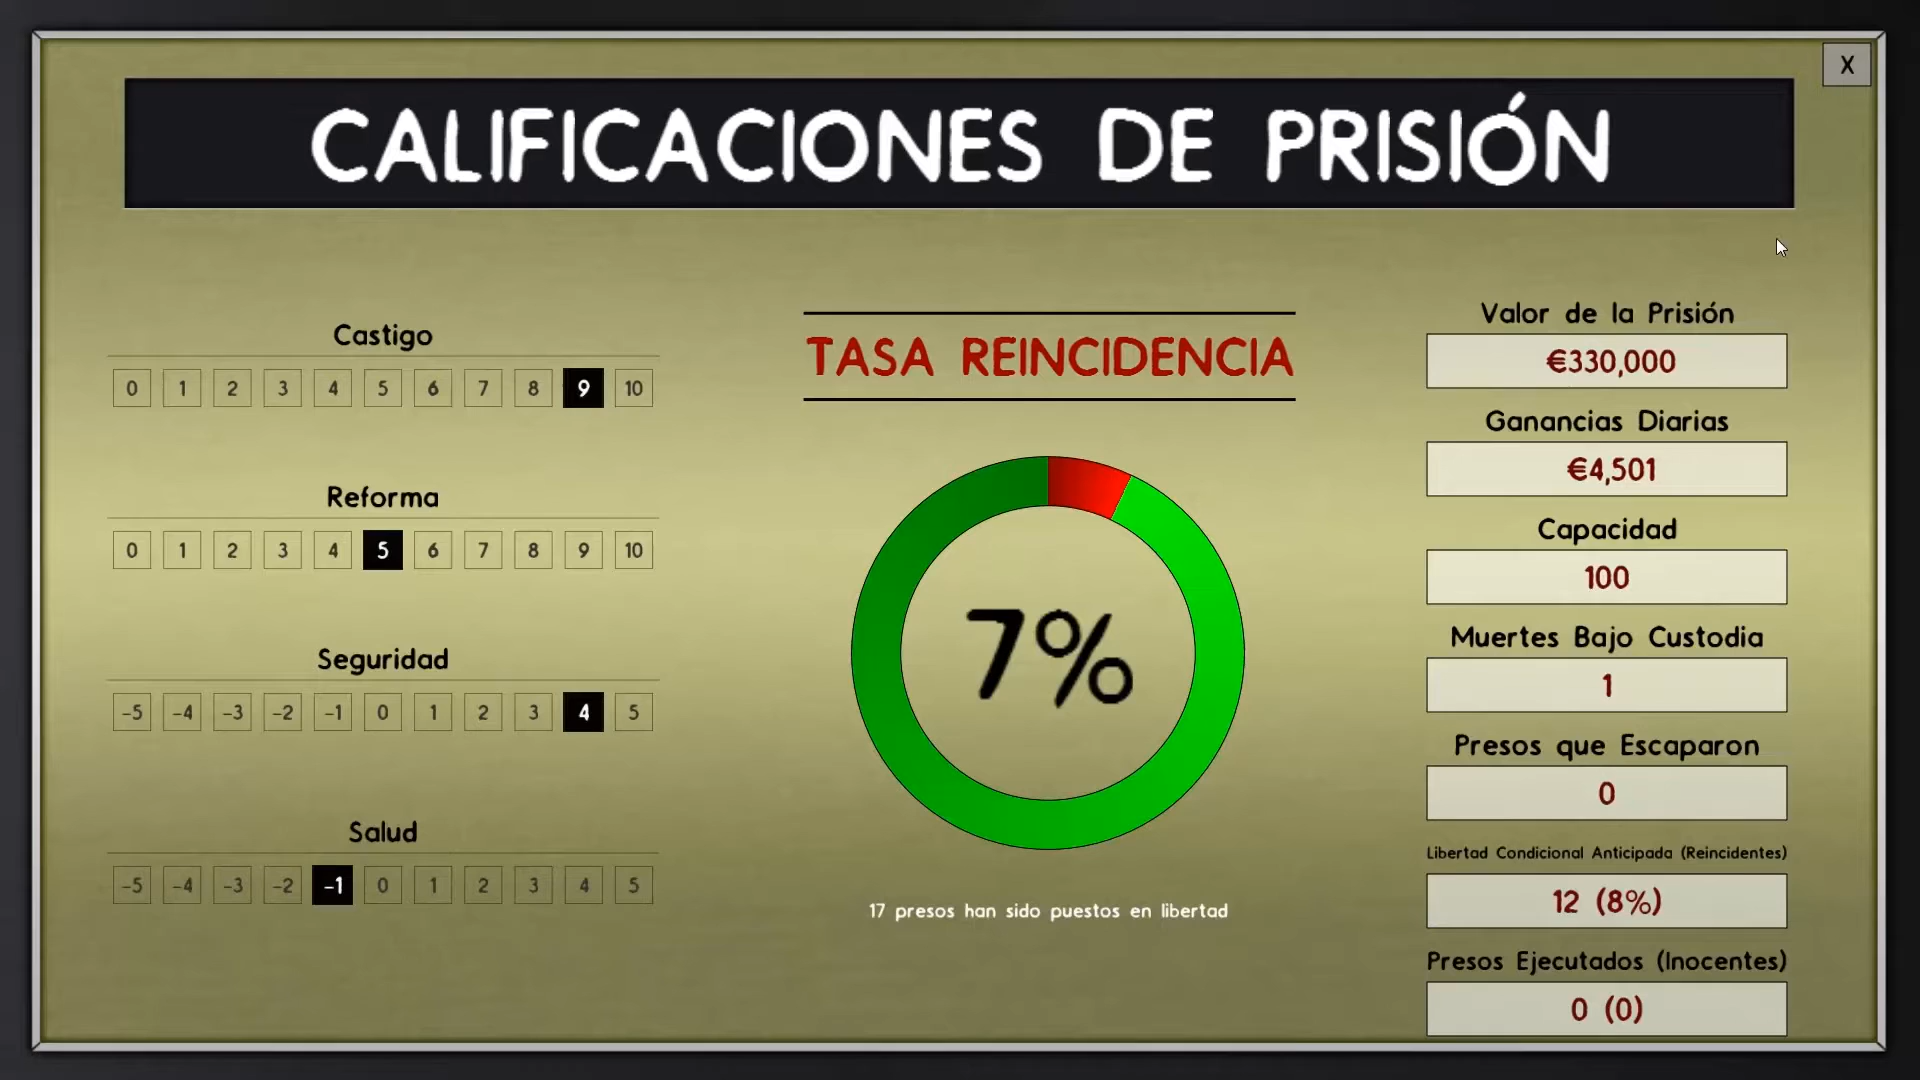 X
CALIFICACIONES DE PRISIÓN
Castigo
0 1 2 3 4 5 6 7 8 9 10
Reforma
0 1 2 3 4 5 6 7 8 9 10
Seguridad
-5 -4 -3 -2 -1 0 1 2 3 4 5
Salud
-5 -4 -3 -2 -1 0 1 2 3 4 5
TASA REINCIDENCIA
7%
17 presos han sido puestos en libertad
Valor de la Prisión
€330,000
Ganancias Diarias
€4,501
Capacidad
100
Muertes Bajo Custodia
1
Presos que Escaparon
0
Libertad Condicional Anticipada (Reincidentes)
12 (8%)
Presos Ejecutados (Inocentes)
0 (0)